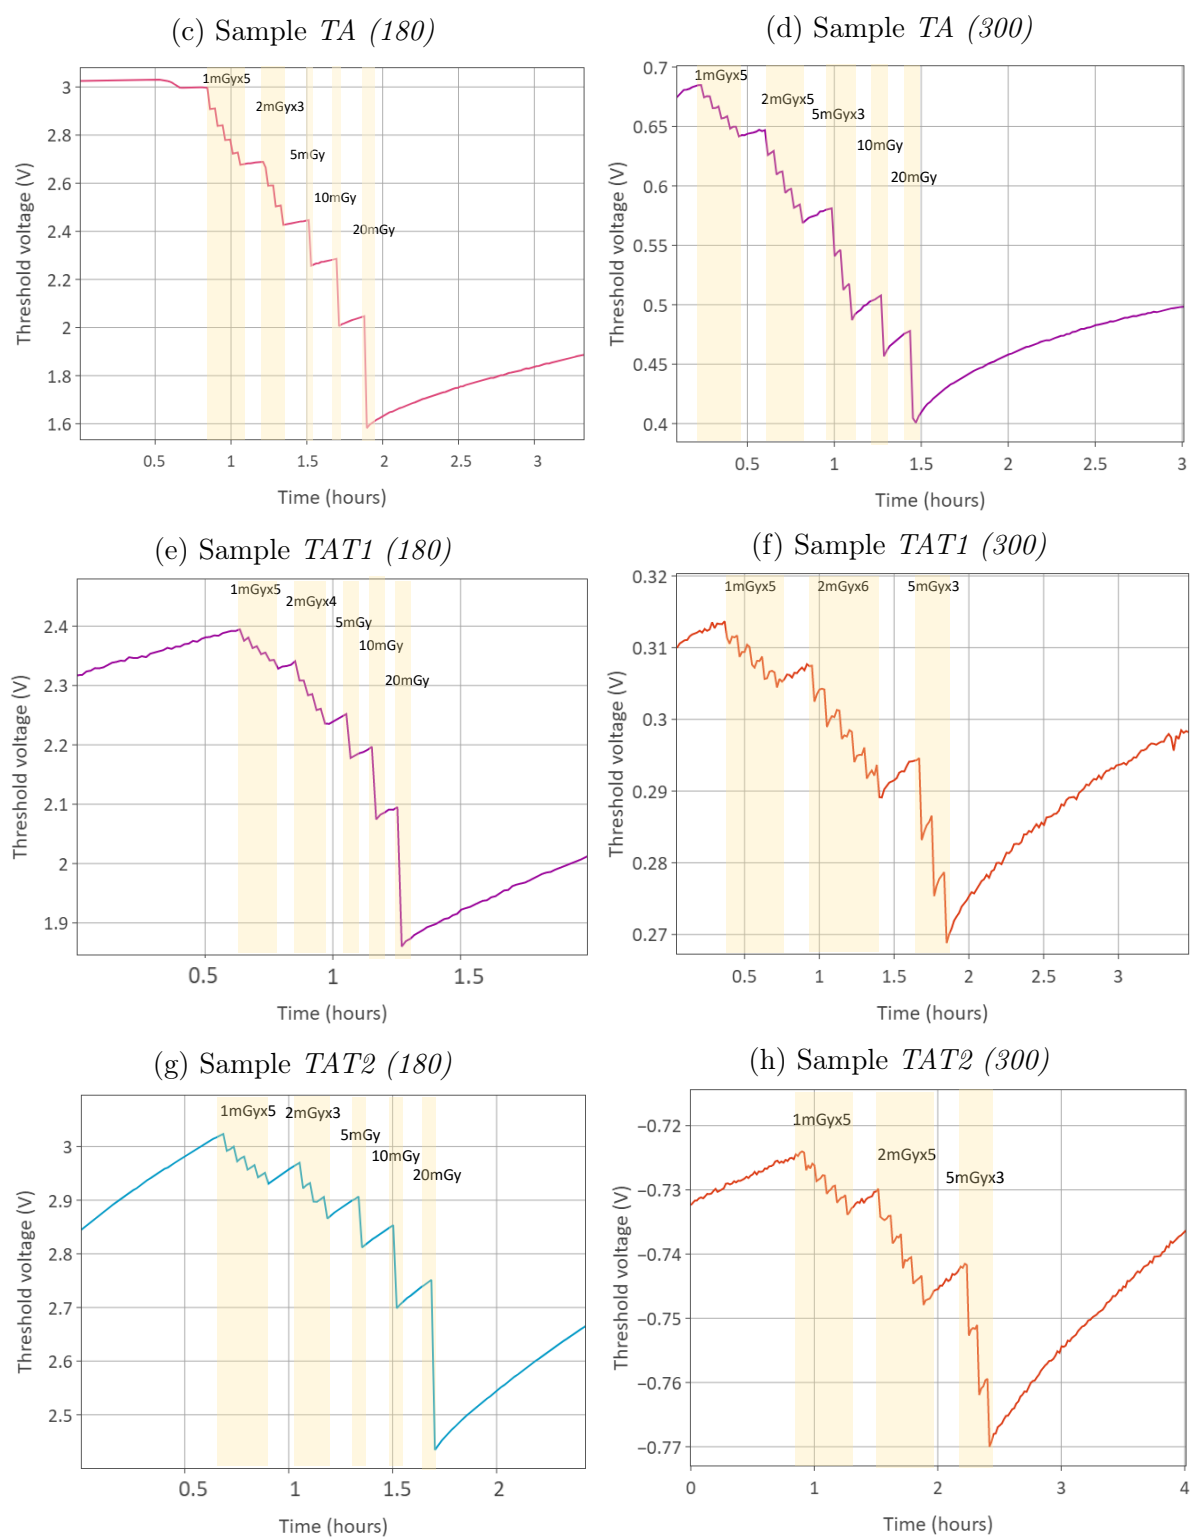 (c) Sample TA (180)
3
2.8
2.6
2.4
2.2
2
1.8
1.6
Threshold voltage (V)
1mGyx5
2mGyx3
5mGy
10mGy
20mGy
0.5 1 1.5 2 2.5 3
Time (hours)
(d) Sample TA (300)
0.7
0.65
0.6
0.55
0.5
0.45
0.4
Threshold voltage (V)
1mGyx5
2mGyx5
5mGyx3
10mGy
20mGy
0.5 1 1.5 2 2.5 3
Time (hours)
(e) Sample TAT1 (180)
2.4
2.3
2.2
2.1
2
1.9
Threshold voltage (V)
1mGyx5
2mGyx4
5mGy
10mGy
20mGy
0.5 1 1.5
Time (hours)
(f) Sample TAT1 (300)
0.32
0.31
0.3
0.29
0.28
0.27
Threshold voltage (V)
1mGyx5 2mGyx6 5mGyx3
0.5 1 1.5 2 2.5 3
Time (hours)
(g) Sample TAT2 (180)
3
2.9
2.8
2.7
2.6
2.5
Threshold voltage (V)
1mGyx5 2mGyx3
5mGy
10mGy
20mGy
0.5 1 1.5 2
Time (hours)
(h) Sample TAT2 (300)
−0.72
−0.73
−0.74
−0.75
−0.76
−0.77
Threshold voltage (V)
1mGyx5
2mGyx5
5mGyx3
0 1 2 3 4
Time (hours)